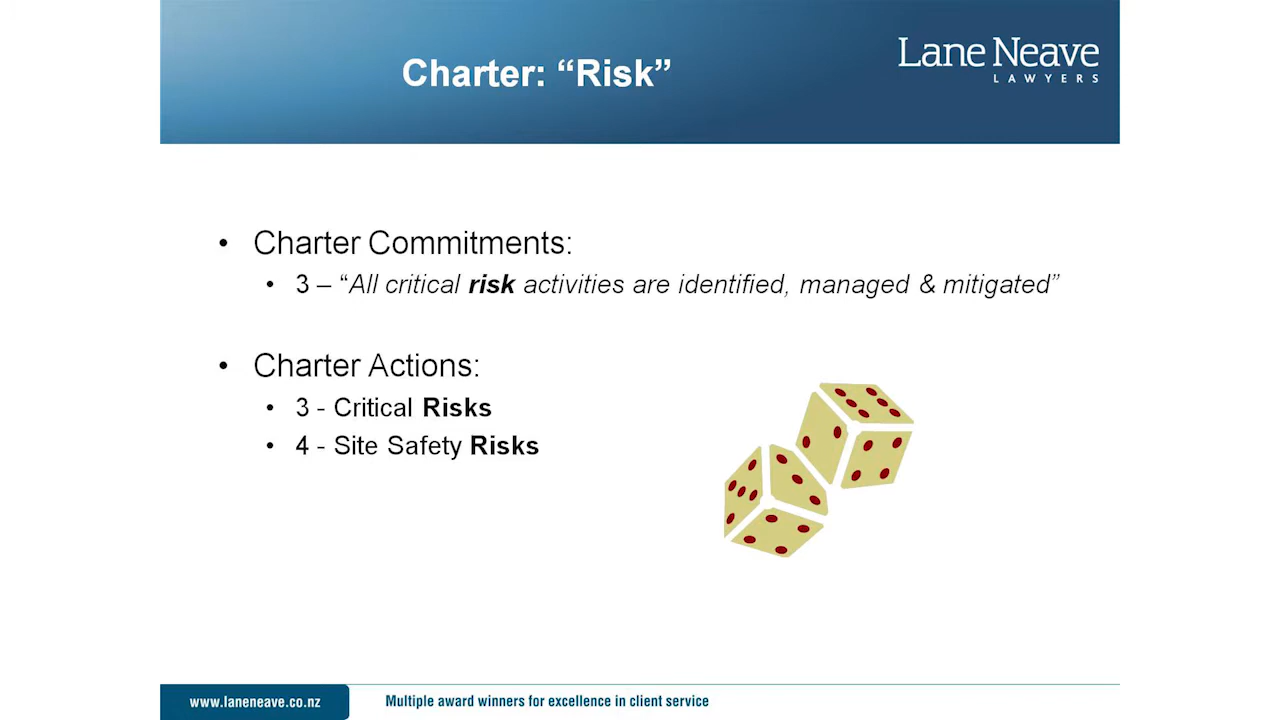 Charter: “Risk”
Lane Neave
LAWYERS
• Charter Commitments:
• 3 – “All critical risk activities are identified, managed & mitigated”
• Charter Actions:
• 3 - Critical Risks
• 4 - Site Safety Risks
www.laneneave.co.nz
Multiple award winners for excellence in client service